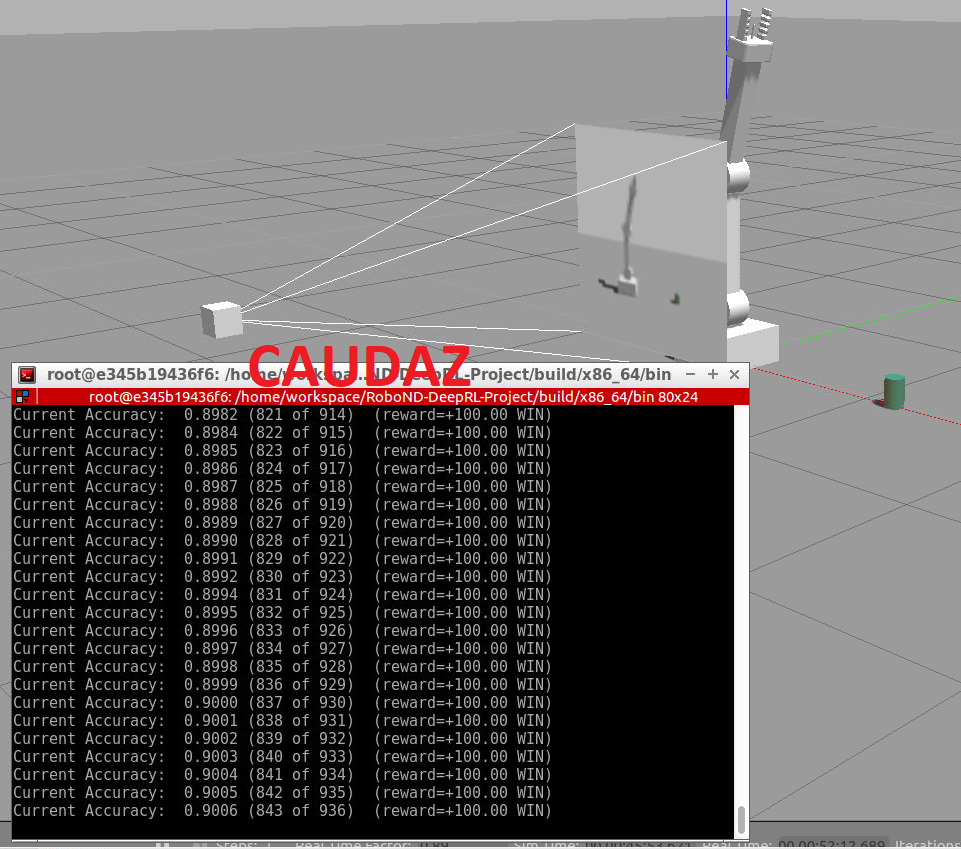 CAUDAZ
root@e345b19436f6: /home/workspa...ND-DeepRL-Project/build/x86_64/bin
root@e345b19436f6: /home/workspace/RoboND-DeepRL-Project/build/x86_64/bin 80x24
Current Accuracy:  0.8982 (821 of 914)  (reward=+100.00 WIN)
Current Accuracy:  0.8984 (822 of 915)  (reward=+100.00 WIN)
Current Accuracy:  0.8985 (823 of 916)  (reward=+100.00 WIN)
Current Accuracy:  0.8986 (824 of 917)  (reward=+100.00 WIN)
Current Accuracy:  0.8987 (825 of 918)  (reward=+100.00 WIN)
Current Accuracy:  0.8988 (826 of 919)  (reward=+100.00 WIN)
Current Accuracy:  0.8989 (827 of 920)  (reward=+100.00 WIN)
Current Accuracy:  0.8990 (828 of 921)  (reward=+100.00 WIN)
Current Accuracy:  0.8991 (829 of 922)  (reward=+100.00 WIN)
Current Accuracy:  0.8992 (830 of 923)  (reward=+100.00 WIN)
Current Accuracy:  0.8994 (831 of 924)  (reward=+100.00 WIN)
Current Accuracy:  0.8995 (832 of 925)  (reward=+100.00 WIN)
Current Accuracy:  0.8996 (833 of 926)  (reward=+100.00 WIN)
Current Accuracy:  0.8997 (834 of 927)  (reward=+100.00 WIN)
Current Accuracy:  0.8998 (835 of 928)  (reward=+100.00 WIN)
Current Accuracy:  0.8999 (836 of 929)  (reward=+100.00 WIN)
Current Accuracy:  0.9000 (837 of 930)  (reward=+100.00 WIN)
Current Accuracy:  0.9001 (838 of 931)  (reward=+100.00 WIN)
Current Accuracy:  0.9002 (839 of 932)  (reward=+100.00 WIN)
Current Accuracy:  0.9003 (840 of 933)  (reward=+100.00 WIN)
Current Accuracy:  0.9004 (841 of 934)  (reward=+100.00 WIN)
Current Accuracy:  0.9005 (842 of 935)  (reward=+100.00 WIN)
Current Accuracy:  0.9006 (843 of 936)  (reward=+100.00 WIN)
Steps: Real Time Factor: Sim Time: Real Time: 00 00:52:12.689 Iterations